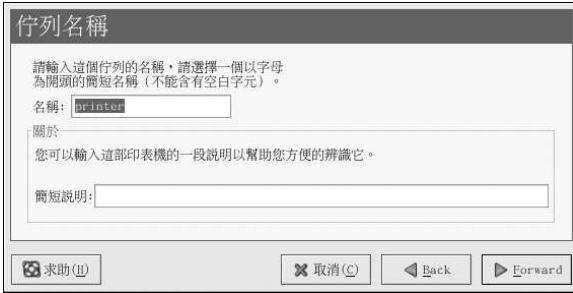 佇列名稱
請輸入這個佇列的名稱，請選擇一個以字母
為開頭的簡短名稱（不能含有空白字元）。
名稱: printer
關於
您可以輸入這部印表機的一段說明以幫助您方便的辨識它。
簡短說明:
求助(H) 取消(C) Back Forward